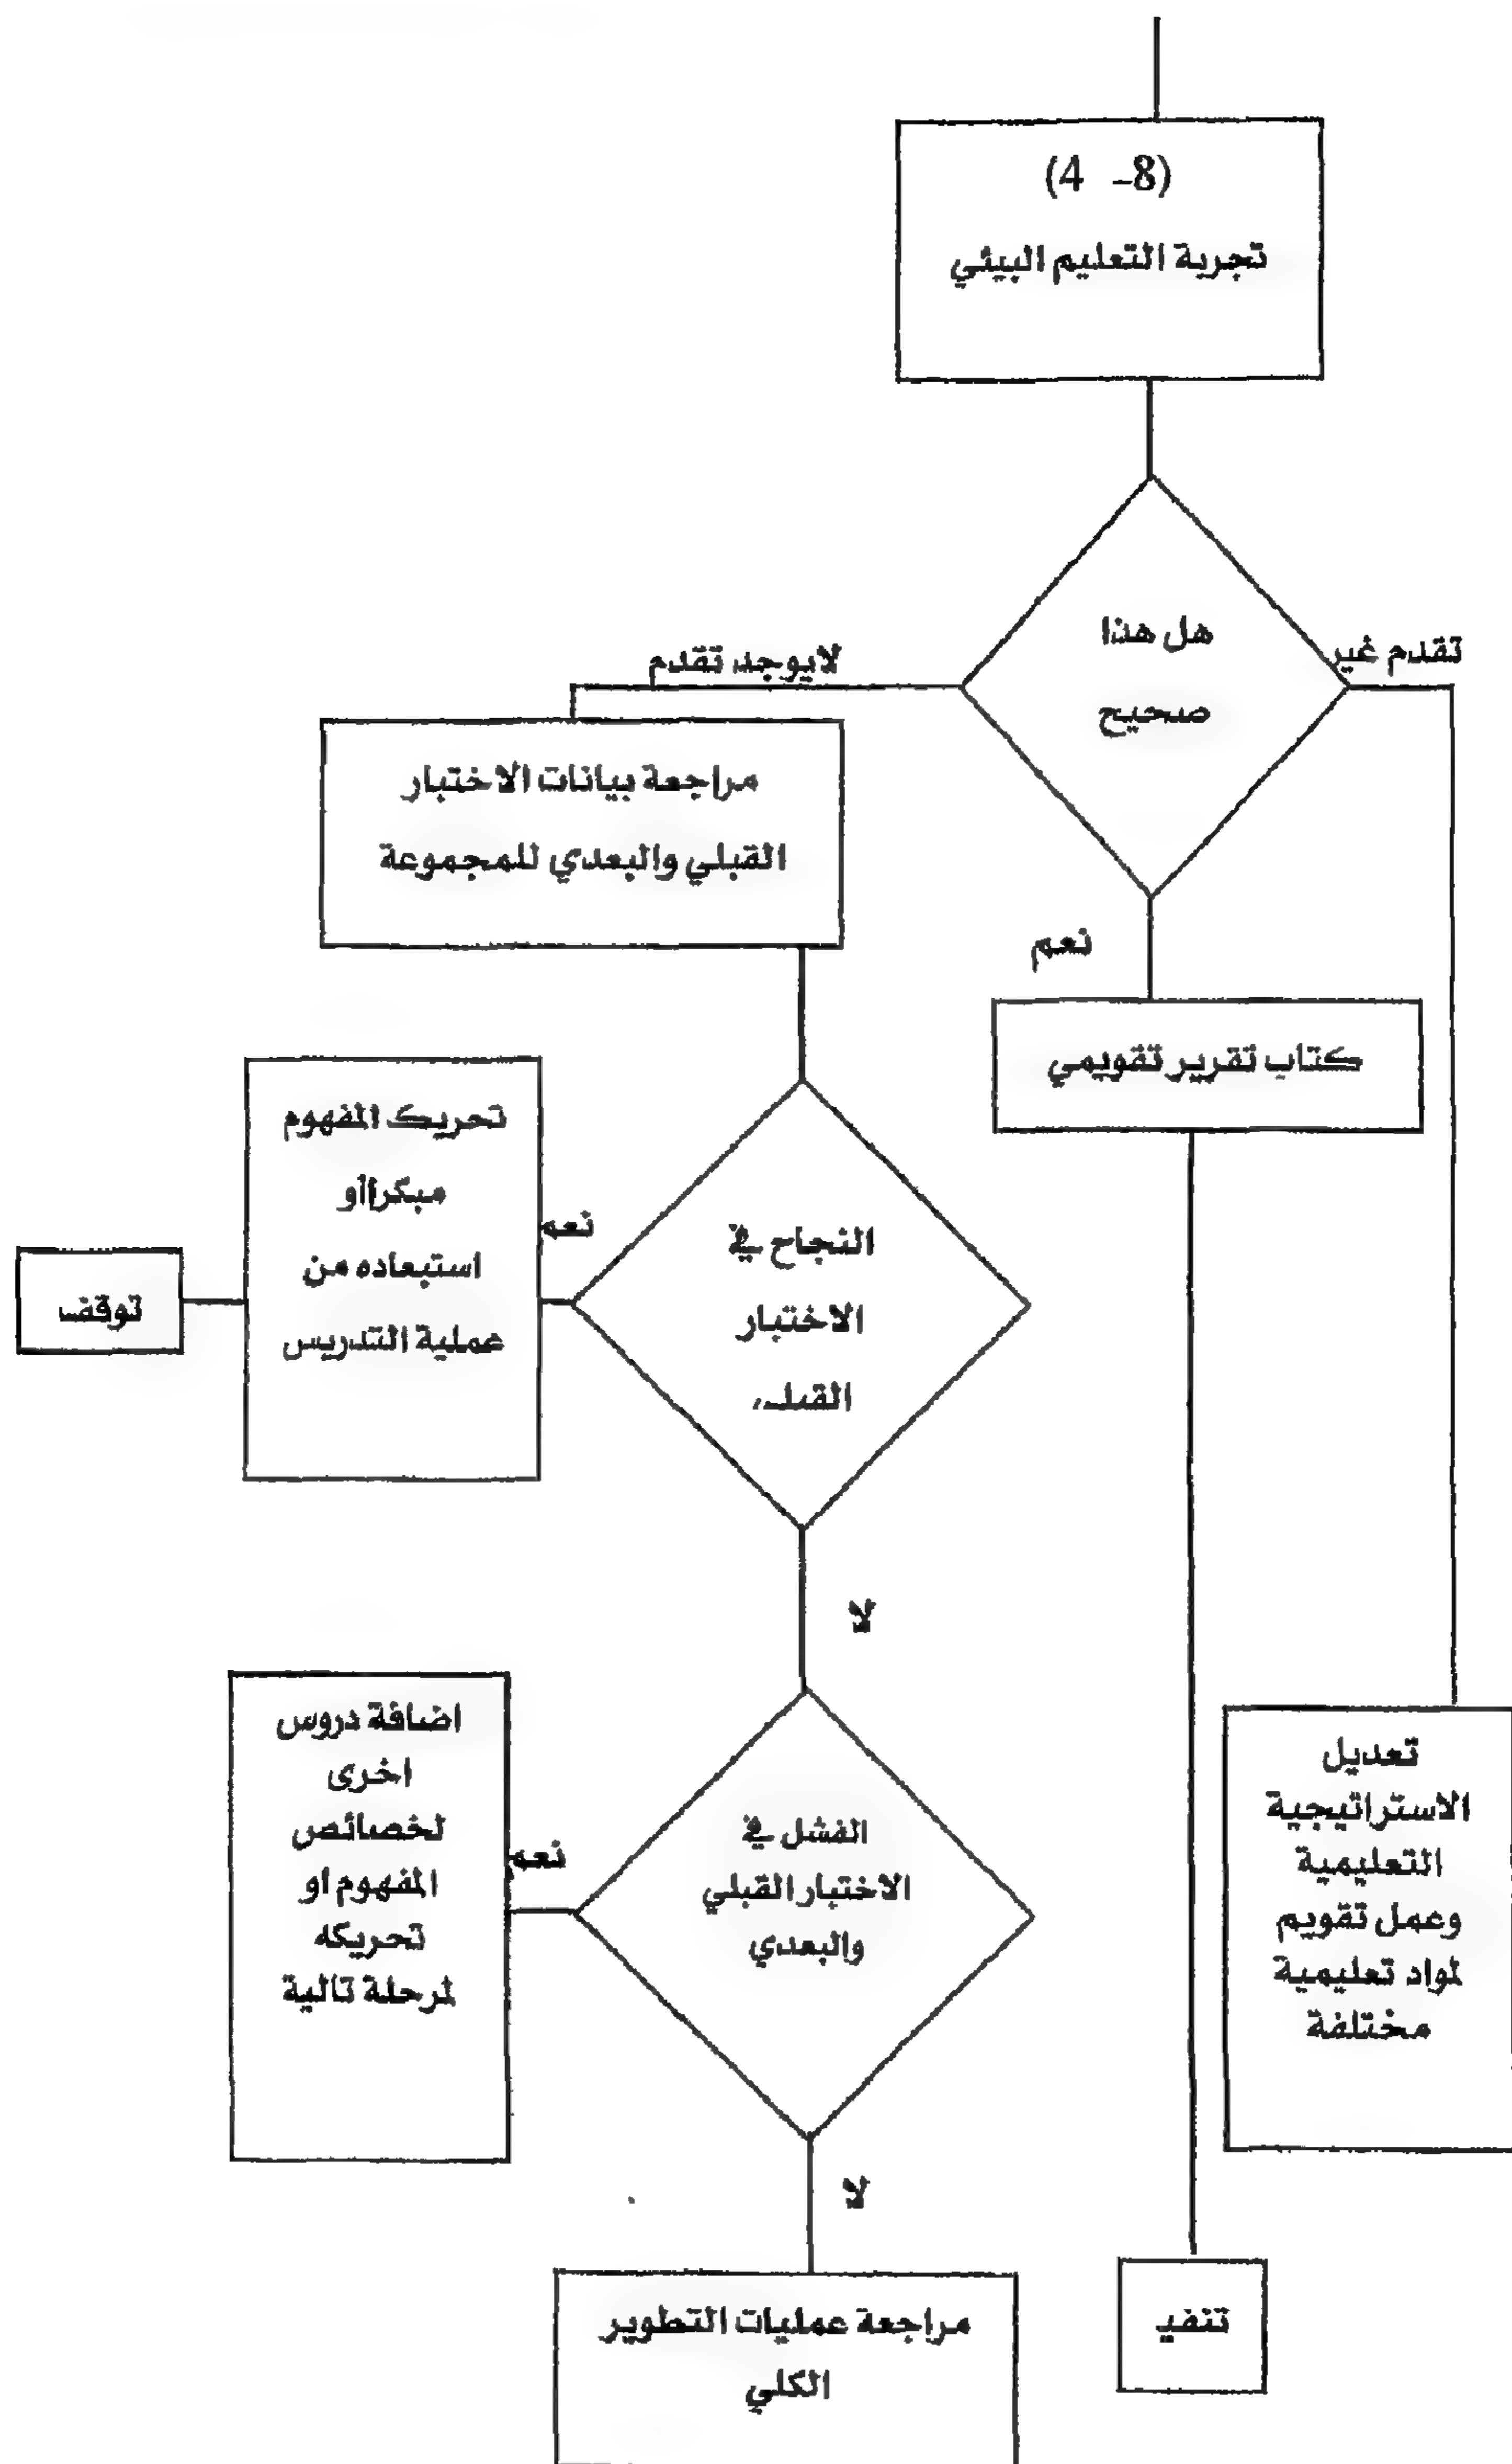 (4 -8)
تجربة التعليم البيئي
هل هذا
صحيح
تقدم غير
لايوجد تقدم
مراجعة بيانات الاختبار
القبلي والبعدي للمجموعة
نعم
كتاب تقرير تقويمي
تحريك المفهوم
مبكرااو
استبعاده من
عملية التدريس
نعم
النجاح في
الاختبار
توقف
لا
اضافة دروس
اخرى
لخصائص
المفهوم او
تحريكه
لمرحلة تالية
نعم
الفشل في
الاختبار القبلي
والبعدي
تعديل
الاستراتيجية
التعليمية
وعمل تقويم
لمواد تعليمية
مختلفة
لا
مراجعة عمليات التطوير
الكلي
تنفيـ